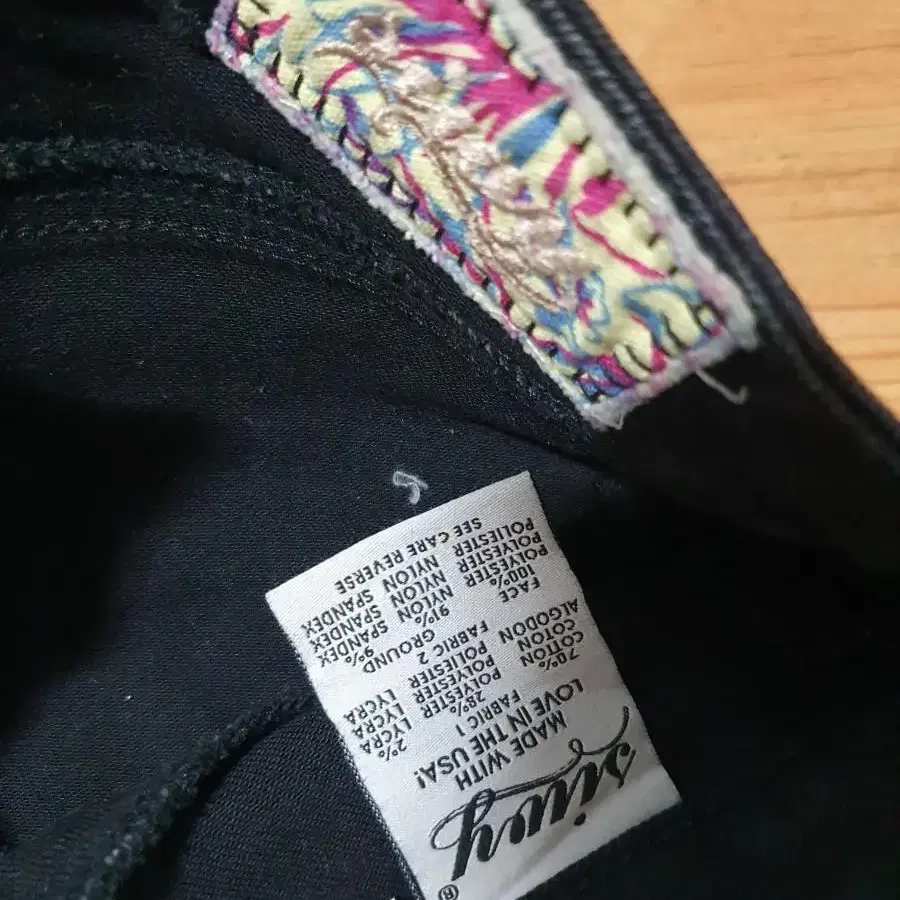 siwy®
MADE WITH
LOVE IN THE USA!
FABRIC 1
70% 28% 2%
COTTON POLYESTER LYCRA
ALGODON POLIESTER LYCRA
FABRIC 2
FACE GROUND
100% 91% 9%
POLYESTER NYLON SPANDEX
POLIESTER NYLON SPANDEX
SEE CARE REVERSE